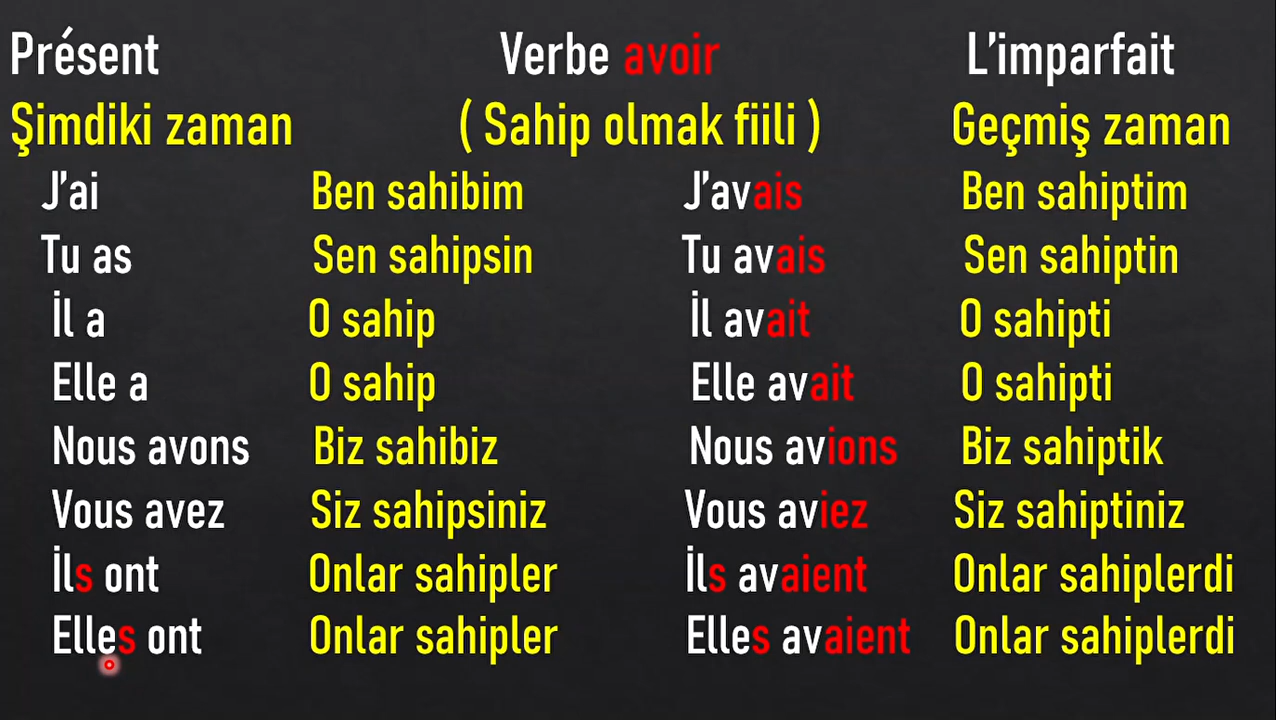 Présent Verbe avoir L'imparfait
Şimdiki zaman ( Sahip olmak fiili ) Geçmiş zaman
J'ai Ben sahibim J'avais Ben sahiptim
Tu as Sen sahipsin Tu avais Sen sahiptin
İl a O sahip İl avait O sahipti
Elle a O sahip Elle avait O sahipti
Nous avons Biz sahibiz Nous avions Biz sahiptik
Vous avez Siz sahipsiniz Vous aviez Siz sahiptiniz
İls ont Onlar sahipler İls avaient Onlar sahiplerdi
Elles ont Onlar sahipler Elles avaient Onlar sahiplerdi